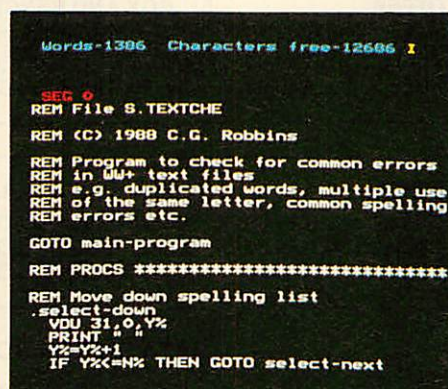 Words-1386 Characters free-12686 I
SEG 0
REM File S.TEXTCHE
REM (C) 1988 C.G. Robbins
REM Program to check for common errors
REM in WW+ text files
REM e.g. duplicated words, multiple use
REM of the same letter, common spelling
REM errors etc.
GOTO main-program
REM PROCS *****************************
REM Move down spelling list
.select-down
VDU 31,0,Y%
PRINT " "
Y%=Y%+1
IF Y%<=N% THEN GOTO select-next